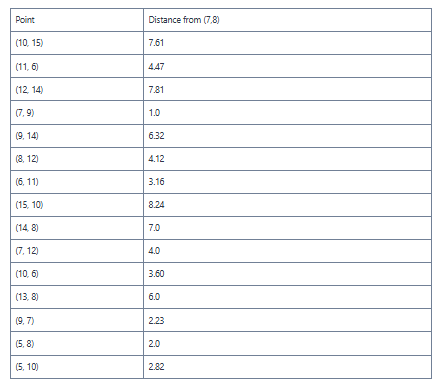 Point Distance from (7,8)
(10, 15) 7.61
(11, 6) 4.47
(12, 14) 7.81
(7, 9) 1.0
(9, 14) 6.32
(8, 12) 4.12
(6, 11) 3.16
(15, 10) 8.24
(14, 8) 7.0
(7, 12) 4.0
(10, 6) 3.60
(13, 8) 6.0
(9, 7) 2.23
(5, 8) 2.0
(5, 10) 2.82